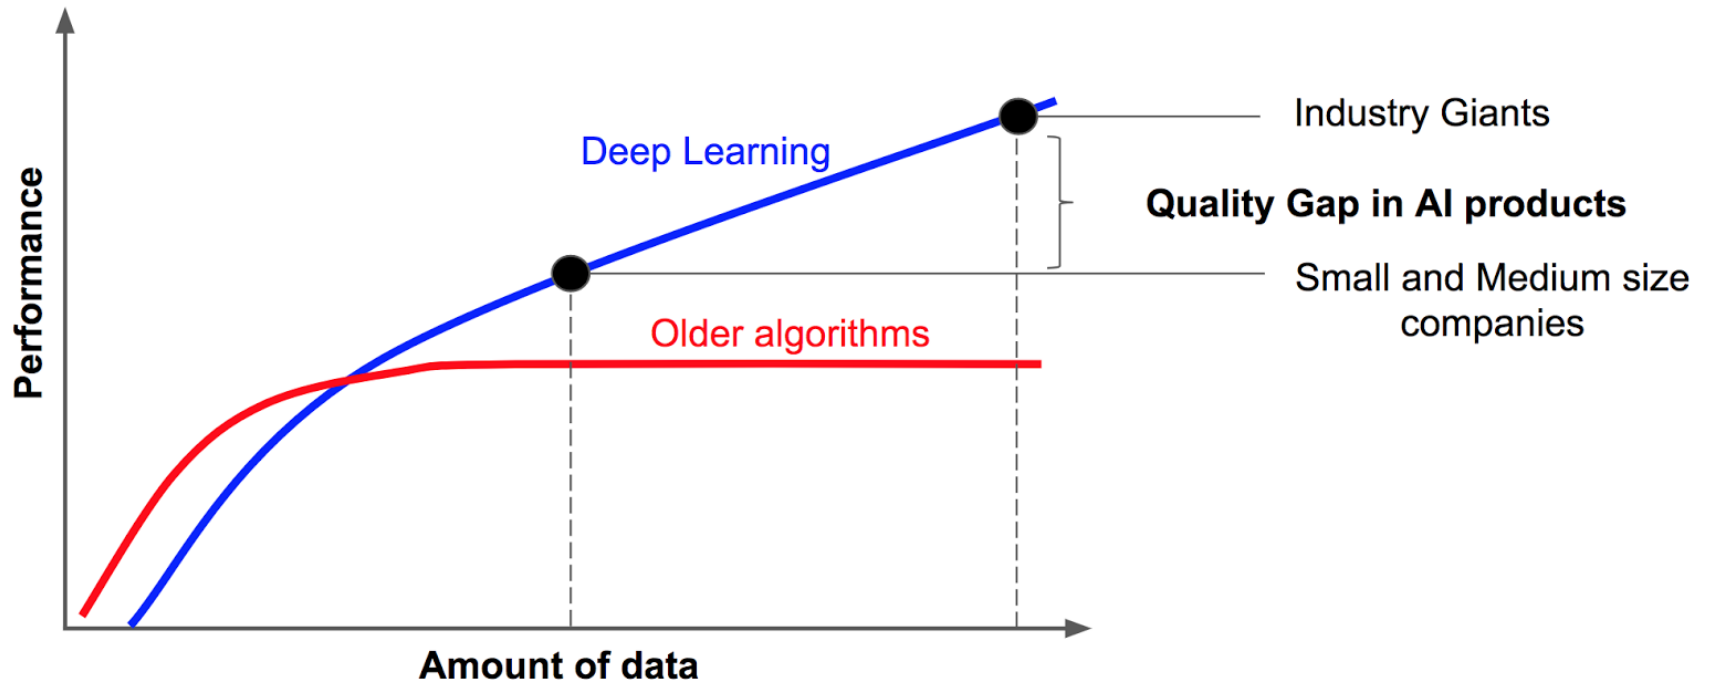 Industry Giants
Deep Learning
Quality Gap in AI products
Small and Medium size
companies
Older algorithms
Performance
Amount of data